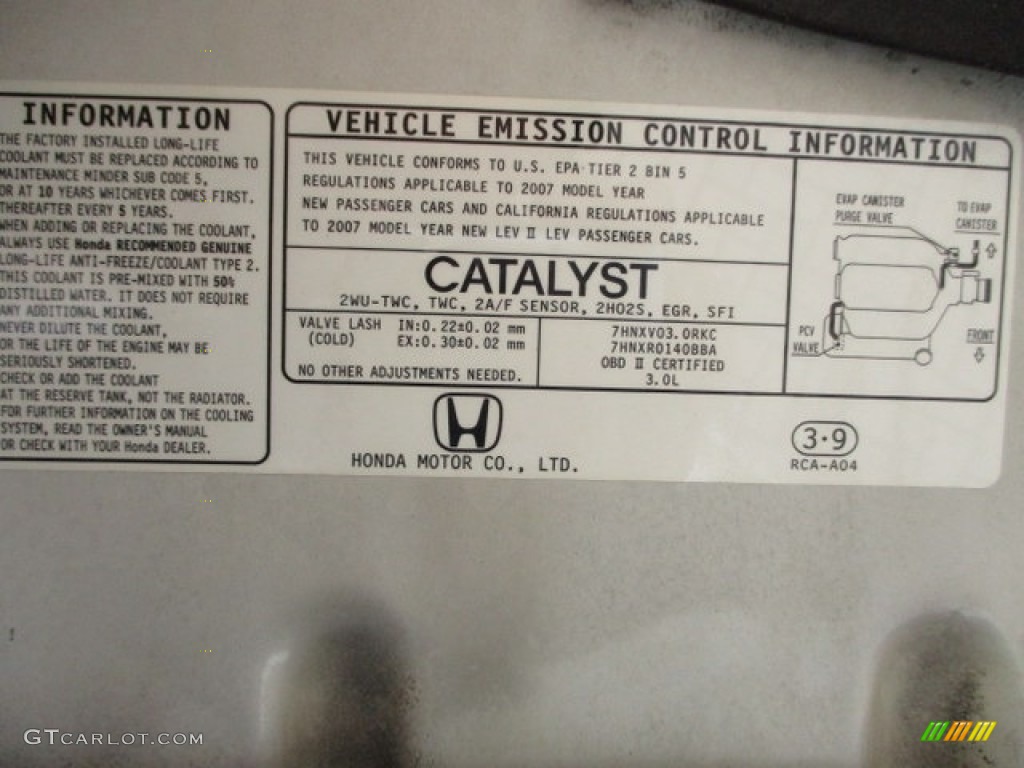 INFORMATION
THE FACTORY INSTALLED LONG-LIFE
COOLANT MUST BE REPLACED ACCORDING TO
MAINTENANCE MINDER SUB CODE 5,
OR AT 10 YEARS WHICHEVER COMES FIRST.
THEREAFTER EVERY 5 YEARS.
WHEN ADDING OR REPLACING THE COOLANT,
ALWAYS USE Honda RECOMMENDED GENUINE
LONG-LIFE ANTI-FREEZE/COOLANT TYPE 2.
THIS COOLANT IS PRE-MIXED WITH 50%
DISTILLED WATER. IT DOES NOT REQUIRE
ANY ADDITIONAL MIXING.
NEVER DILUTE THE COOLANT,
OR THE LIFE OF THE ENGINE MAY BE
SERIOUSLY SHORTENED.
CHECK OR ADD THE COOLANT
AT THE RESERVE TANK, NOT THE RADIATOR.
FOR FURTHER INFORMATION ON THE COOLING
SYSTEM, READ THE OWNER'S MANUAL
OR CHECK WITH YOUR Honda DEALER.
VEHICLE EMISSION CONTROL INFORMATION
THIS VEHICLE CONFORMS TO U.S. EPA TIER 2 BIN 5
REGULATIONS APPLICABLE TO 2007 MODEL YEAR
NEW PASSENGER CARS AND CALIFORNIA REGULATIONS APPLICABLE
TO 2007 MODEL YEAR NEW LEV II LEV PASSENGER CARS.
CATALYST
2WU-TWC, TWC, 2A/F SENSOR, 2HO2S, EGR, SFI
VALVE LASH IN:0.22±0.02 mm
(COLD) EX:0.30±0.02 mm
NO OTHER ADJUSTMENTS NEEDED.
7HNXV03.0RKC
7HNXR0140BBA
OBD II CERTIFIED
3.0L
EVAP CANISTER
PURGE VALVE
TO EVAP
CANISTER
PCV
VALVE
FRONT
HONDA MOTOR CO., LTD.
3·9
RCA-A04
GTCARLOT.COM